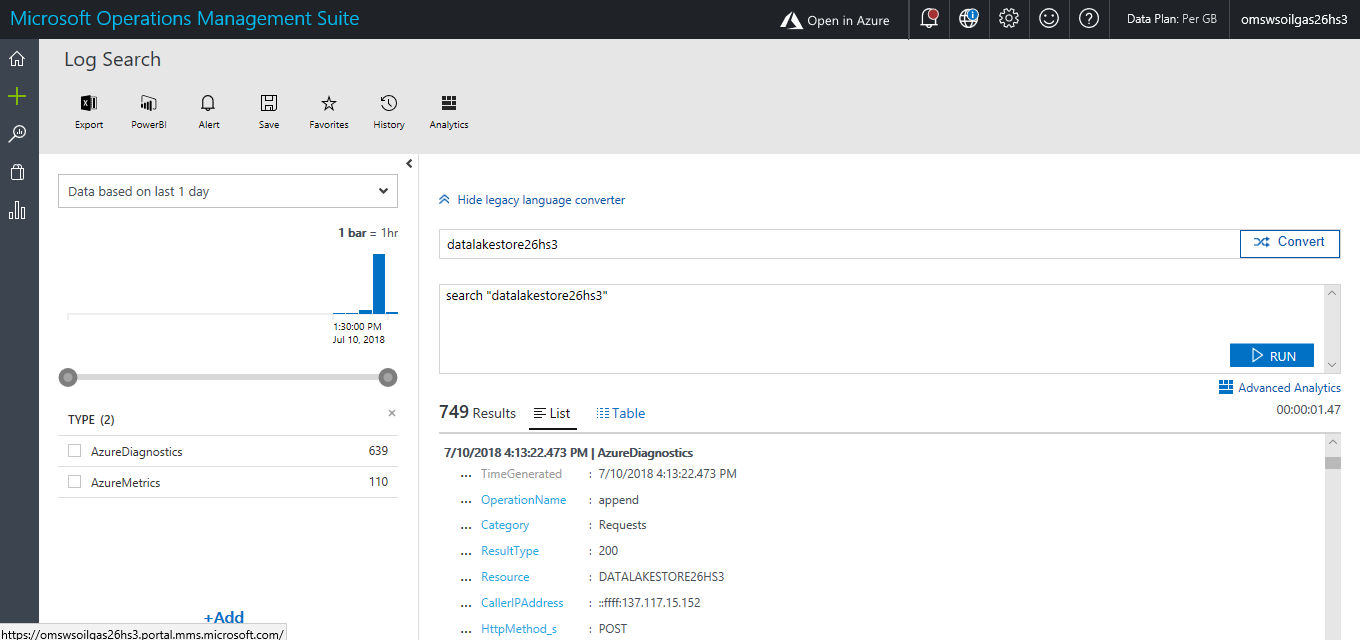 Microsoft Operations Management Suite
Open in Azure
Data Plan: Per GB
omswsoilgas26hs3
Log Search
Export
PowerBI
Alert
Save
Favorites
History
Analytics
Data based on last 1 day
1 bar = 1hr
1:30:00 PM
Jul 10, 2018
TYPE (2)
AzureDiagnostics 639
AzureMetrics 110
+Add
https://omswsoilgas26hs3.portal.mms.microsoft.com/
Hide legacy language converter
datalakestore26hs3
Convert
search "datalakestore26hs3"
RUN
Advanced Analytics
749 Results
List
Table
00:00:01.47
7/10/2018 4:13:22.473 PM | AzureDiagnostics
... TimeGenerated : 7/10/2018 4:13:22.473 PM
... OperationName : append
... Category : Requests
... ResultType : 200
... Resource : DATALAKESTORE26HS3
... CallerIPAddress : ::ffff:137.117.15.152
... HttpMethod_s : POST